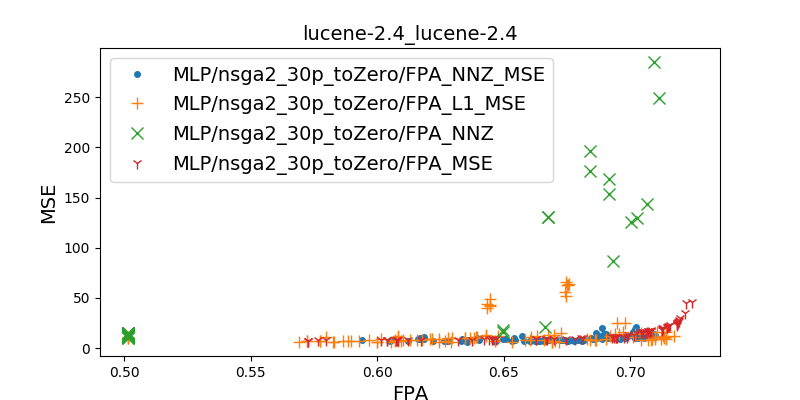 lucene-2.4_lucene-2.4
MLP/nsga2_30p_toZero/FPA_NNZ_MSE
MLP/nsga2_30p_toZero/FPA_L1_MSE
MLP/nsga2_30p_toZero/FPA_NNZ
MLP/nsga2_30p_toZero/FPA_MSE
250
200
150
100
50
0
MSE
0.50 0.55 0.60 0.65 0.70
FPA